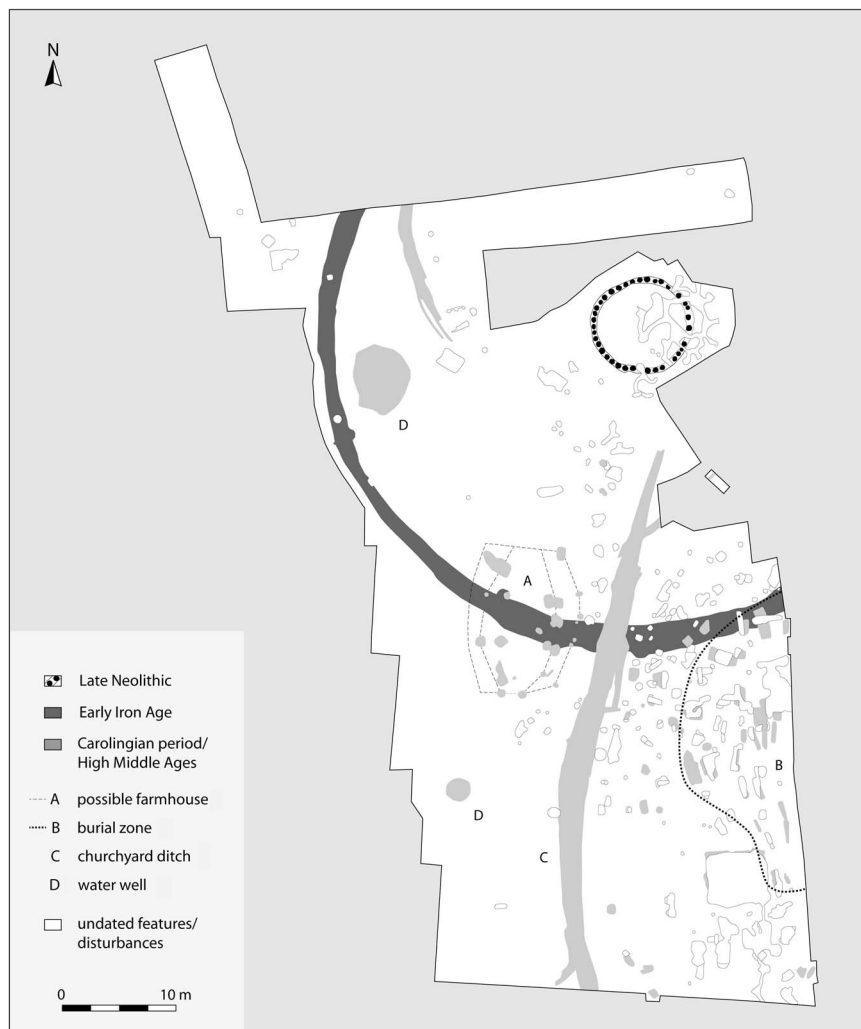 N
D
A
B
D
C
Late Neolithic
Early Iron Age
Carolingian period/
High Middle Ages
A possible farmhouse
B burial zone
C churchyard ditch
D water well
undated features/
disturbances
0 10 m